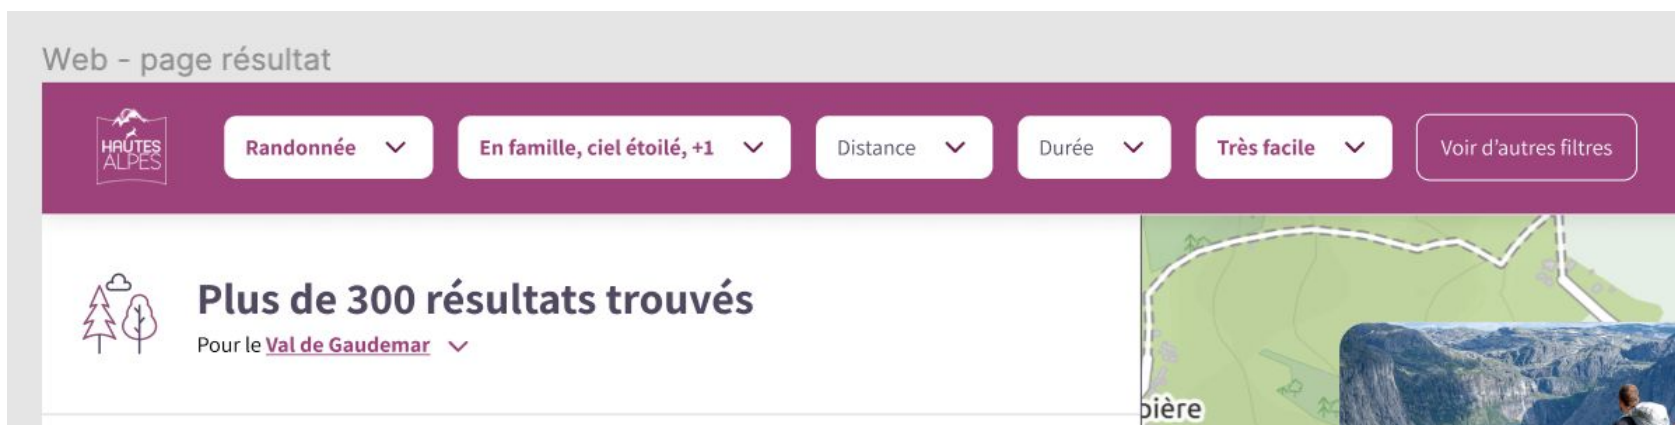 Web - page résultat
HAUTES
ALPES
Randonnée
En famille, ciel étoilé, +1
Distance
Durée
Très facile
Voir d'autres filtres
Plus de 300 résultats trouvés
Pour le Val de Gaudemar